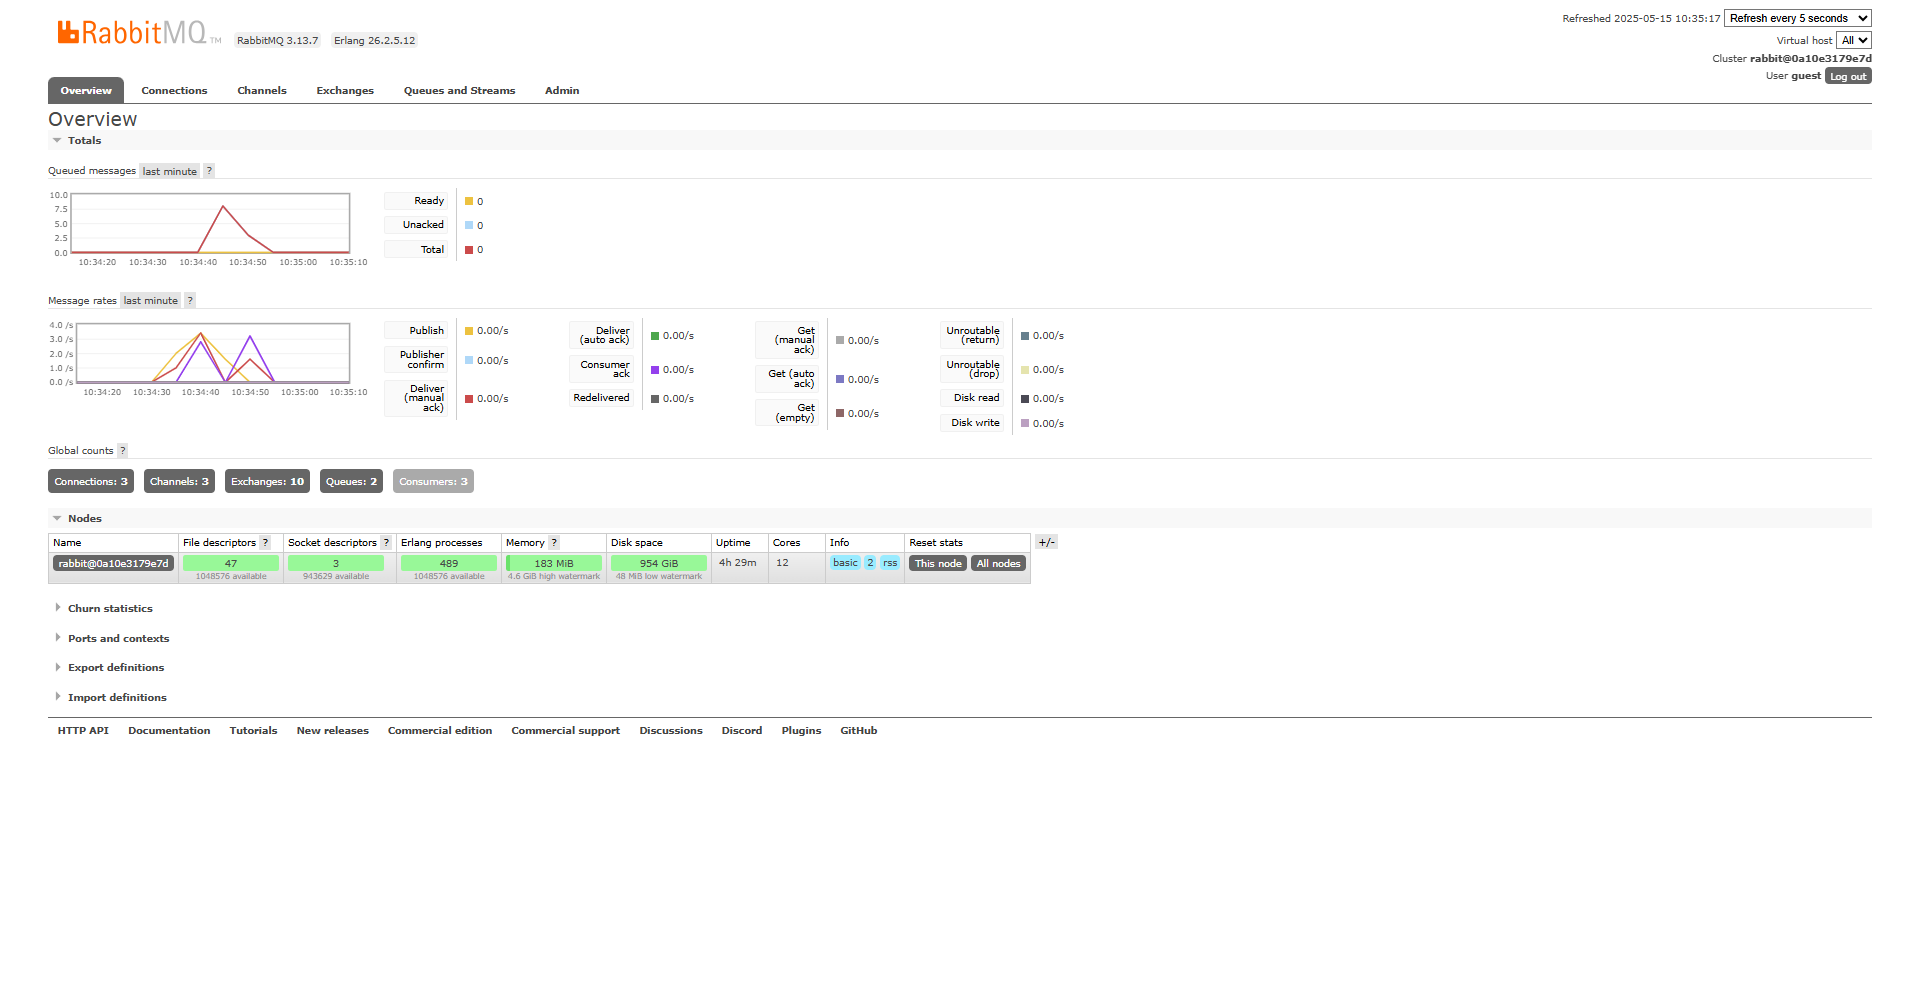 RabbitMQ TM RabbitMQ 3.13.7 Erlang 26.2.5.12
Refreshed 2025-05-15 10:35:17 Refresh every 5 seconds
Virtual host All
Cluster rabbit@0a10e3179e7d
User guest Log out
Overview Connections Channels Exchanges Queues and Streams Admin
Overview
Totals
Queued messages last minute ?
10.0
7.5
5.0
2.5
0.0
10:34:20 10:34:30 10:34:40 10:34:50 10:35:00 10:35:10
Ready 0
Unacked 0
Total 0
Message rates last minute ?
4.0 /s
3.0 /s
2.0 /s
1.0 /s
0.0 /s
10:34:20 10:34:30 10:34:40 10:34:50 10:35:00 10:35:10
Publish 0.00/s
Publisher
confirm 0.00/s
Deliver
(manual
ack) 0.00/s
Deliver
(auto ack) 0.00/s
Consumer
ack 0.00/s
Redelivered 0.00/s
Get
(manual
ack) 0.00/s
Get (auto
ack) 0.00/s
Get
(empty) 0.00/s
Unroutable
(return) 0.00/s
Unroutable
(drop) 0.00/s
Disk read 0.00/s
Disk write 0.00/s
Global counts ?
Connections: 3 Channels: 3 Exchanges: 10 Queues: 2 Consumers: 3
Nodes
Name File descriptors ? Socket descriptors ? Erlang processes Memory ? Disk space Uptime Cores Info Reset stats +/-
rabbit@0a10e3179e7d 47 3 489 183 MiB 954 GiB 4h 29m 12 basic 2 rss This node All nodes
1048576 available 943629 available 1048576 available 4.6 GiB high watermark 48 MiB low watermark
Churn statistics
Ports and contexts
Export definitions
Import definitions
HTTP API Documentation Tutorials New releases Commercial edition Commercial support Discussions Discord Plugins GitHub